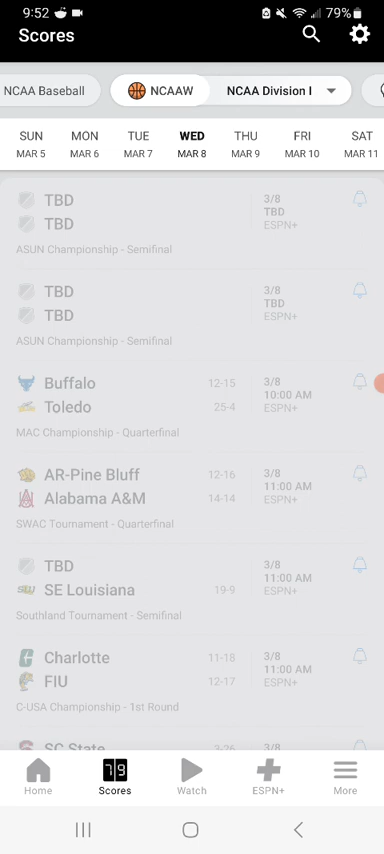 9:52 79%
Scores
NCAA Baseball NCAAW NCAA Division I
SUN MON TUE WED THU FRI SAT
MAR 5 MAR 6 MAR 7 MAR 8 MAR 9 MAR 10 MAR 11
TBD 3/8
TBD TBD
ESPN+
ASUN Championship - Semifinal
TBD 3/8
TBD TBD
ESPN+
ASUN Championship - Semifinal
Buffalo 12-15 3/8
10:00 AM
Toledo 25-4 ESPN+
MAC Championship - Quarterfinal
AR-Pine Bluff 12-16 3/8
11:00 AM
Alabama A&M 14-14 ESPN+
SWAC Tournament - Quarterfinal
TBD 3/8
11:00 AM
SE Louisiana 19-9 ESPN+
Southland Tournament - Semifinal
Charlotte 11-18 3/8
11:00 AM
FIU 12-17 ESPN+
C-USA Championship - 1st Round
SC State 3-26 3/8
Home Scores Watch ESPN+ More